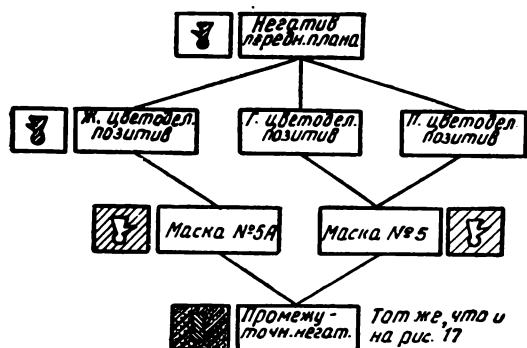 Негатив
передн. плана
Ж. цветодел.
позитив
Г. цветодел.
позитив
П. цветодел.
позитив
Маска №5А
Маска №5
Промежу-
точн. негат.
Тот же, что и
на рис. 17